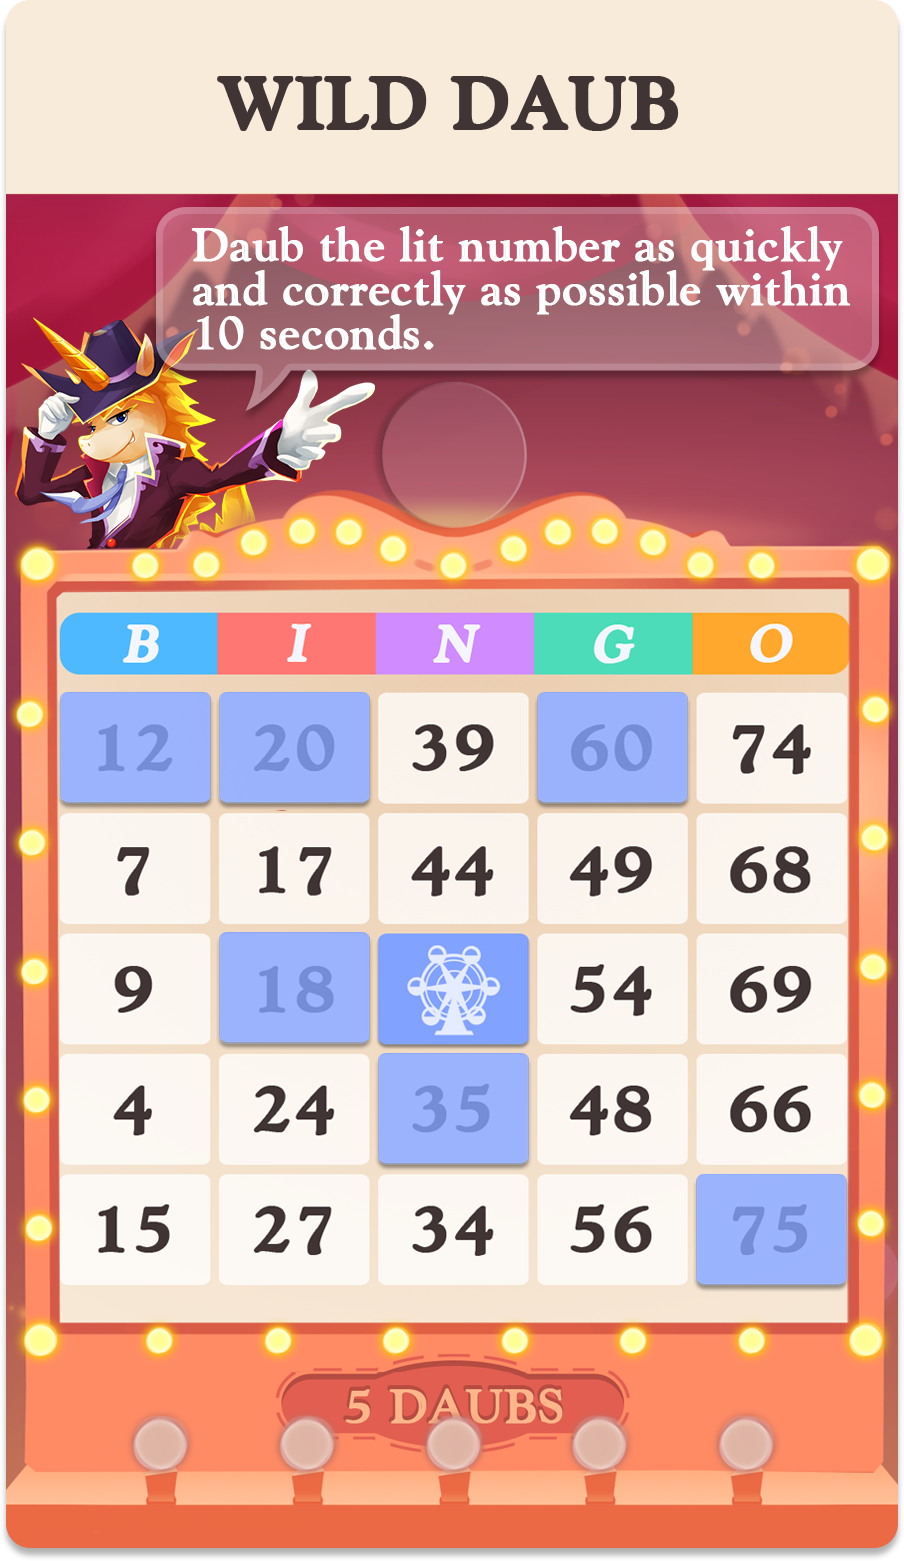 WILD DAUB
Daub the lit number as quickly
and correctly as possible within
10 seconds.
B I N G O
12 20 39 60 74
7 17 44 49 68
9 18 54 69
4 24 35 48 66
15 27 34 56 75
5 DAUBS